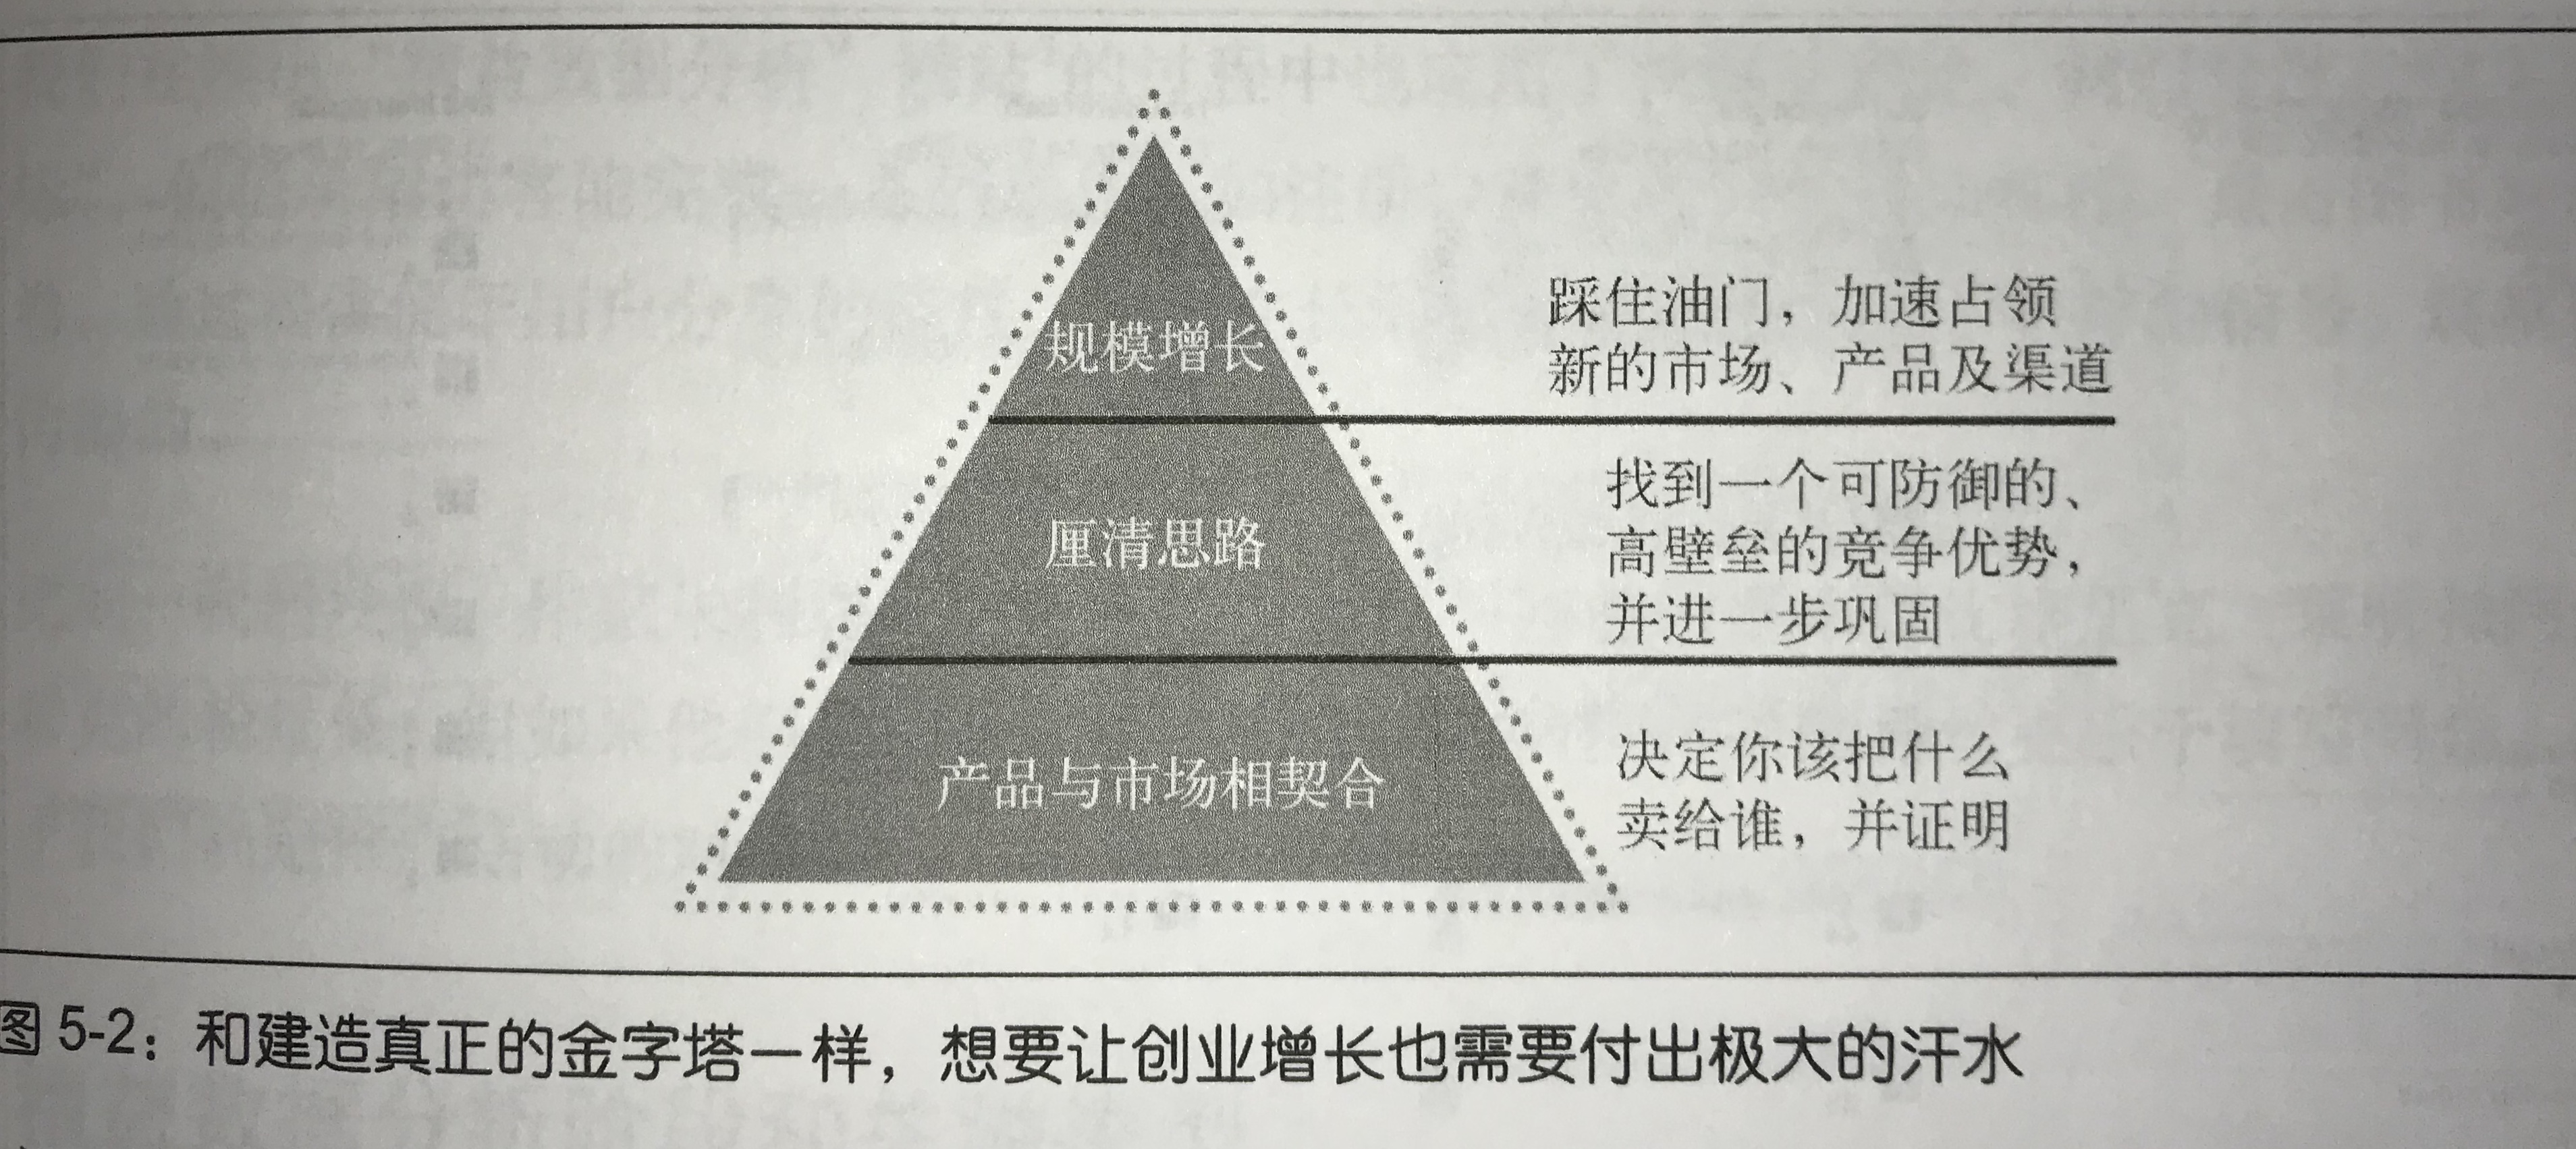 规模增长
踩住油门，加速占领
新的市场、产品及渠道
厘清思路
找到一个可防御的、
高壁垒的竞争优势，
并进一步巩固
产品与市场相契合
决定你该把什么
卖给谁，并证明
图 5-2：和建造真正的金字塔一样，想要让创业增长也需要付出极大的汗水